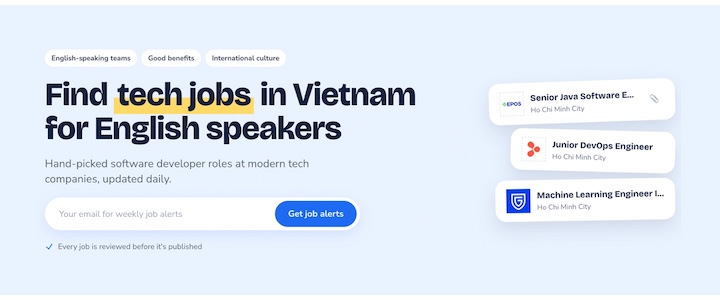 English-speaking teams
Good benefits
International culture
Find tech jobs in Vietnam
for English speakers
Hand-picked software developer roles at modern tech
companies, updated daily.
Your email for weekly job alerts
Get job alerts
Every job is reviewed before it's published
EPOS
Senior Java Software E...
Ho Chi Minh City
Junior DevOps Engineer
Ho Chi Minh City
Machine Learning Engineer I...
Ho Chi Minh City